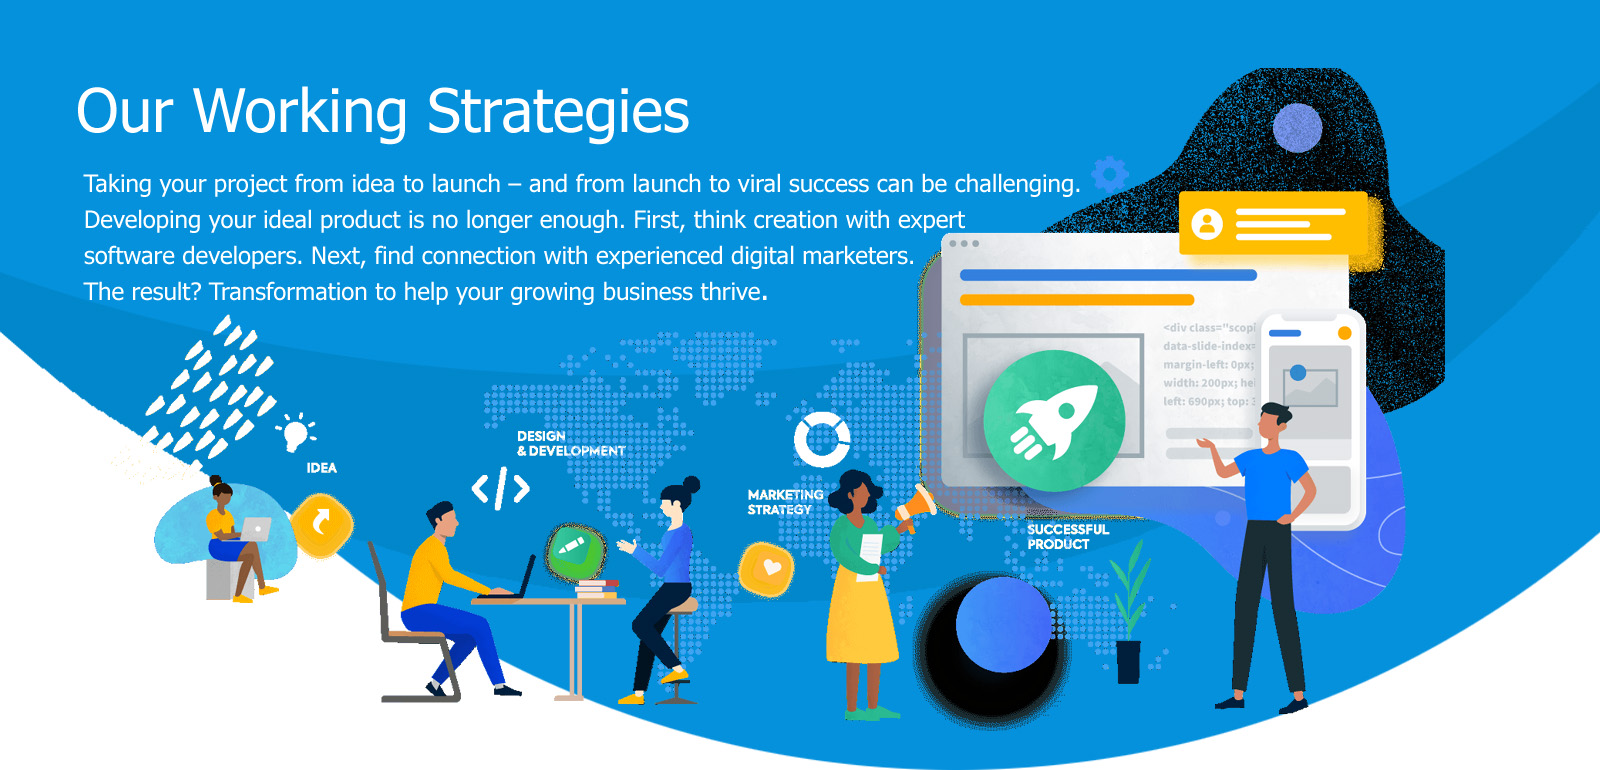 Our Working Strategies
Taking your project from idea to launch – and from launch to viral success can be challenging.
Developing your ideal product is no longer enough. First, think creation with expert
software developers. Next, find connection with experienced digital marketers.
The result? Transformation to help your growing business thrive.
<div class="scopi
data-slide-index=
margin-left: 0px;
width: 200px; hei
left: 690px; top:
IDEA
DESIGN
& DEVELOPMENT
</>
MARKETING
STRATEGY
SUCCESSFUL
PRODUCT